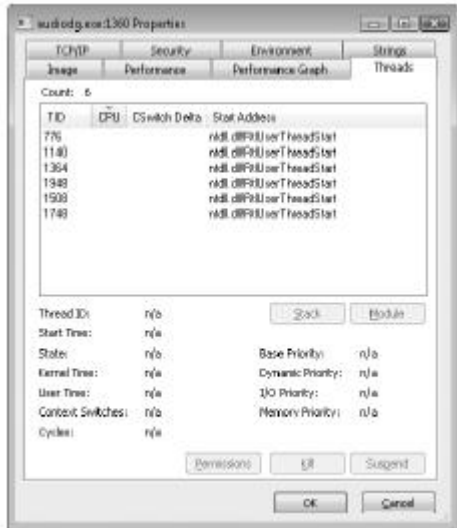 audiodg.exe:1360 Properties
TCP/IP Security Environment Strings
Image Performance Performance Graph Threads
Count: 6
TID CPU CSwitch Delta Start Address
776 ntdll.dll!RtlUserThreadStart
1140 ntdll.dll!RtlUserThreadStart
1364 ntdll.dll!RtlUserThreadStart
1948 ntdll.dll!RtlUserThreadStart
1508 ntdll.dll!RtlUserThreadStart
1748 ntdll.dll!RtlUserThreadStart
Thread ID: n/a Stack Module
Start Time: n/a
State: n/a Base Priority: n/a
Kernel Time: n/a Dynamic Priority: n/a
User Time: n/a I/O Priority: n/a
Context Switches: n/a Memory Priority: n/a
Cycles: n/a
Permissions Kill Suspend
OK Cancel